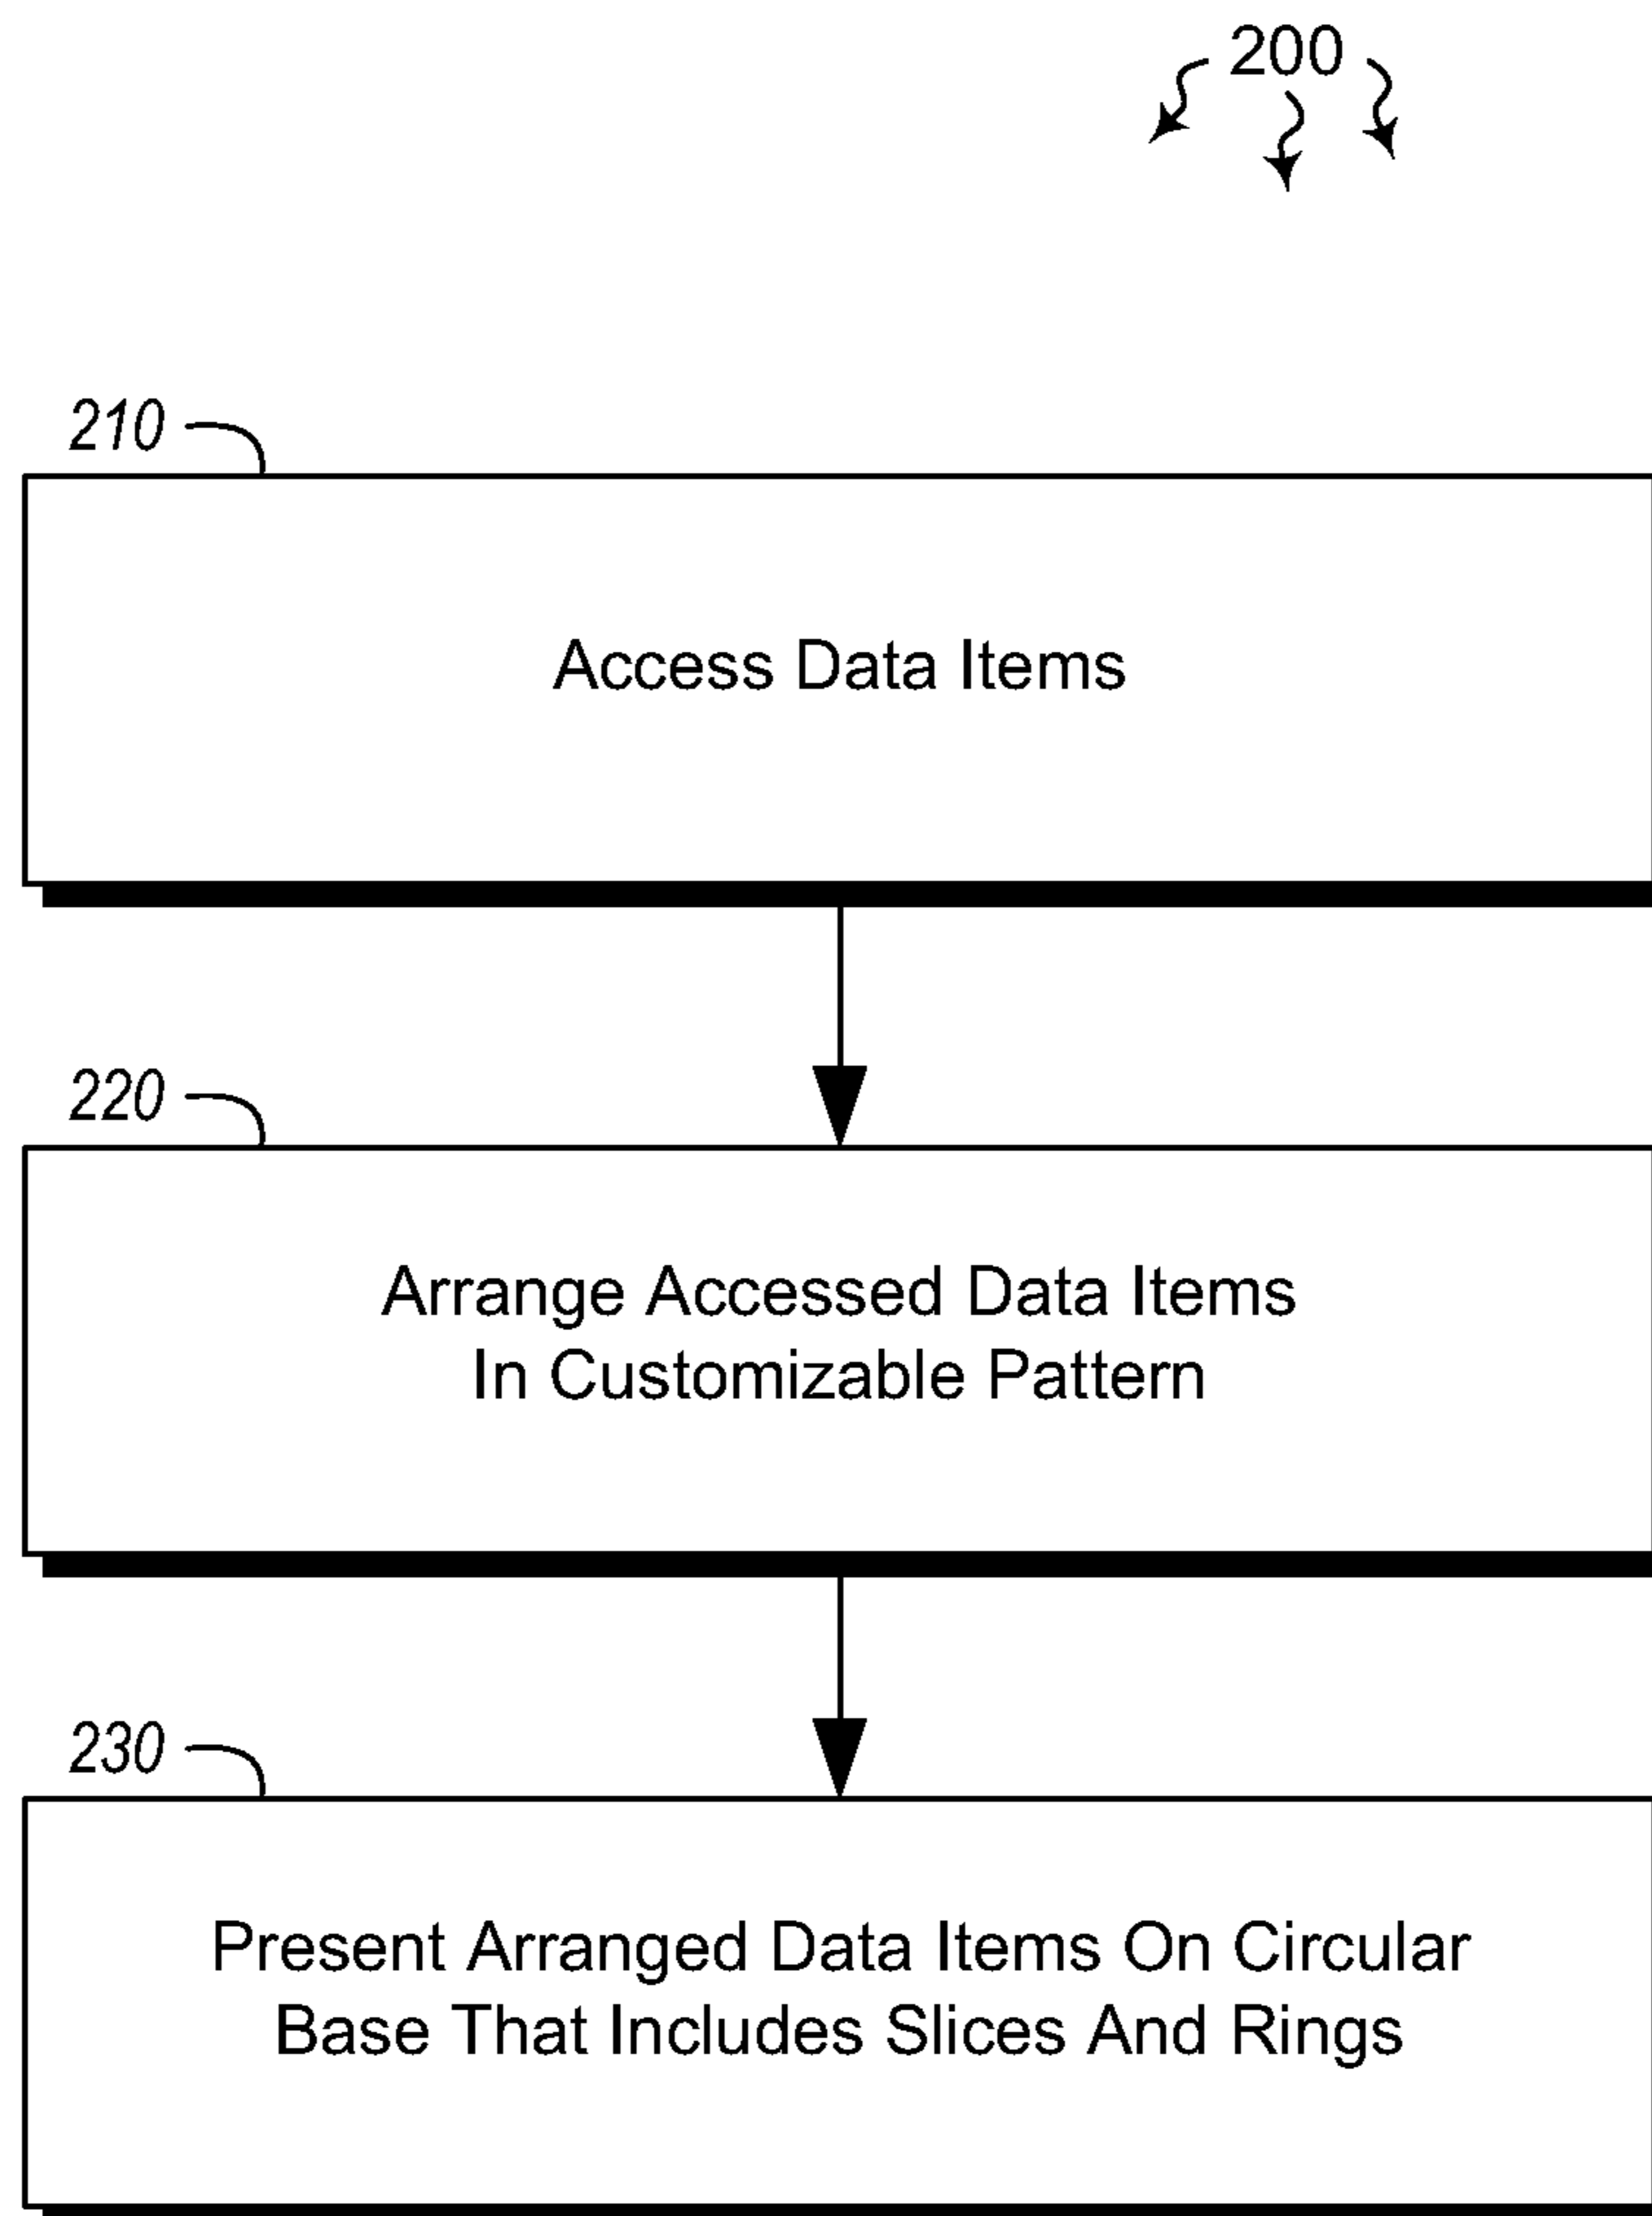 200
210
Access Data Items
220
Arrange Accessed Data Items
In Customizable Pattern
230
Present Arranged Data Items On Circular
Base That Includes Slices And Rings